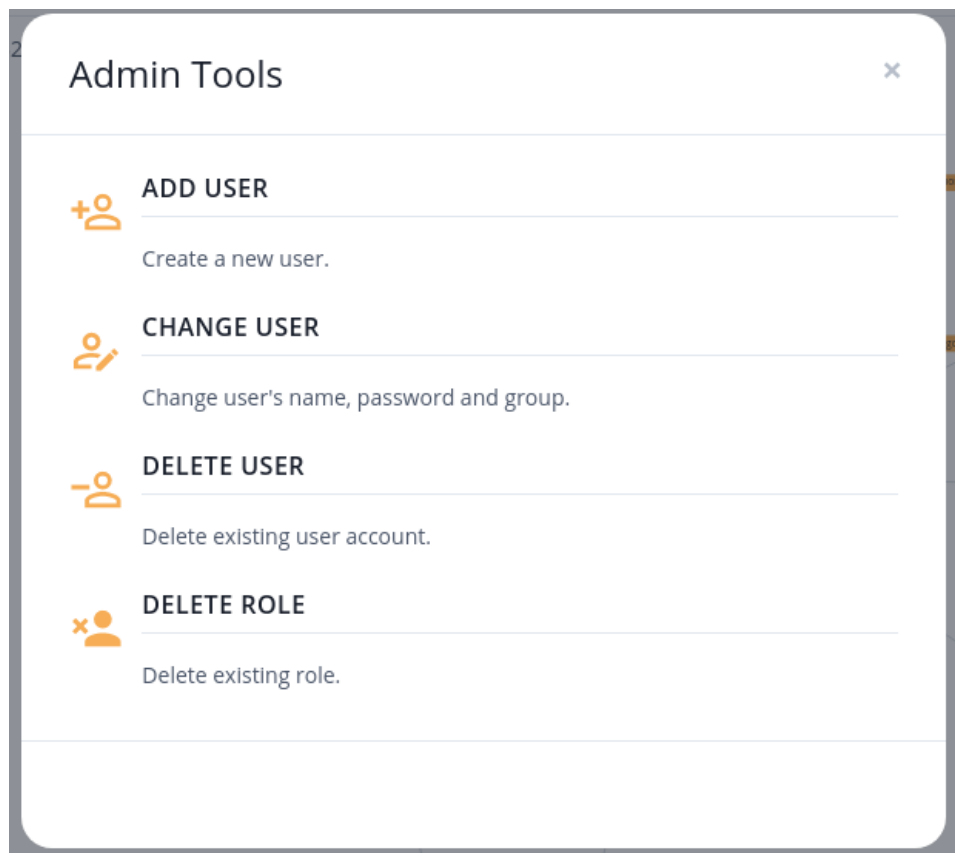 2
Admin Tools
×
ADD USER
Create a new user.
CHANGE USER
Change user's name, password and group.
DELETE USER
Delete existing user account.
DELETE ROLE
Delete existing role.